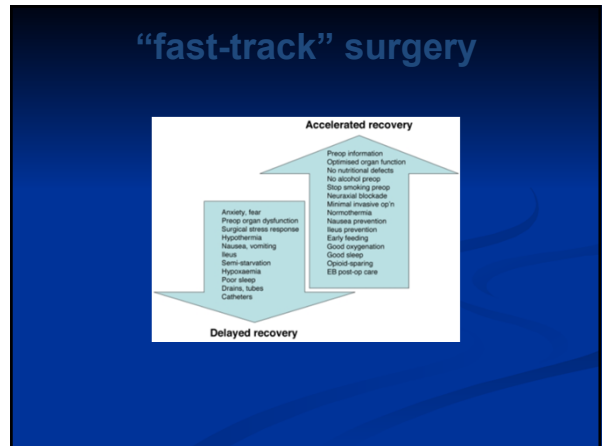 “fast-track” surgery
Accelerated recovery
Preop information
Optimised organ function
No nutritional defects
No alcohol preop
Stop smoking preop
Neuraxial blockade
Minimal invasive op'n
Normothermia
Nausea prevention
Ileus prevention
Early feeding
Good oxygenation
Good sleep
Opioid-sparing
EB post-op care
Anxiety, fear
Preop organ dysfunction
Surgical stress response
Hypothermia
Nausea, vomiting
Ileus
Semi-starvation
Hypoxaemia
Poor sleep
Drains, tubes
Catheters
Delayed recovery